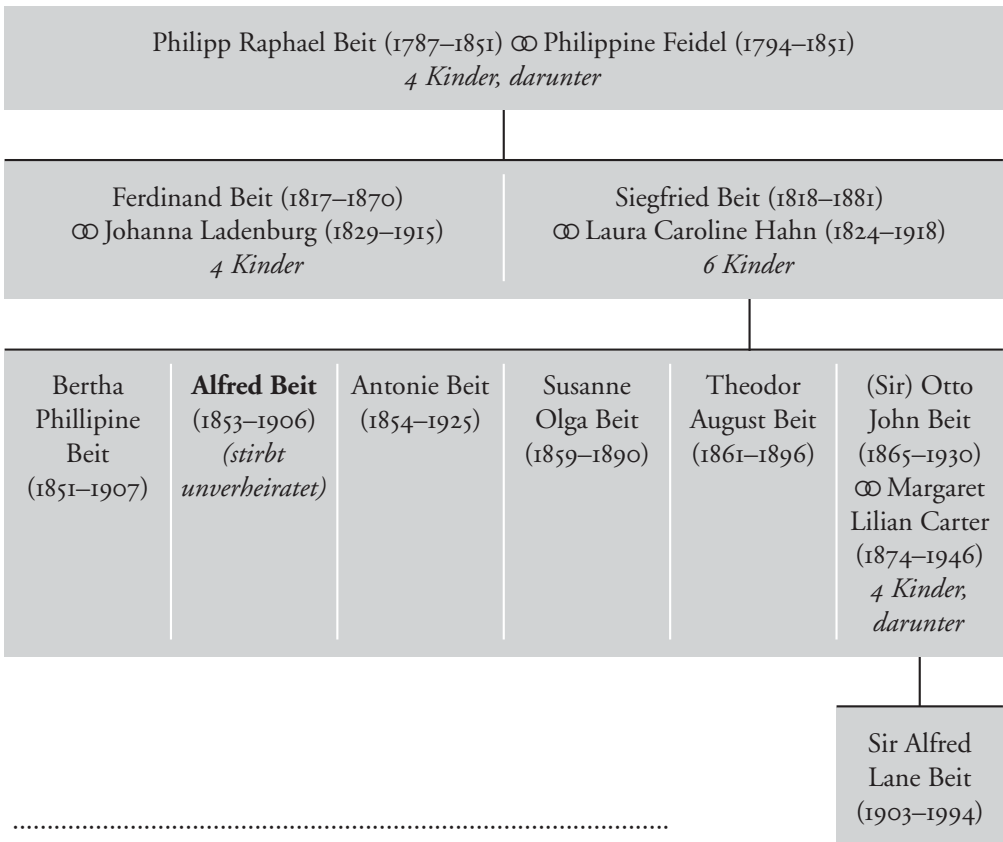 Philipp Raphael Beit (1787–1851) ⚭ Philippine Feidel (1794–1851)
4 Kinder, darunter
Ferdinand Beit (1817–1870)
⚭ Johanna Ladenburg (1829–1915)
4 Kinder
Siegfried Beit (1818–1881)
⚭ Laura Caroline Hahn (1824–1918)
6 Kinder
Bertha
Phillipine
Beit
(1851–1907)
Alfred Beit
(1853–1906)
(stirbt
unverheiratet)
Antonie Beit
(1854–1925)
Susanne
Olga Beit
(1859–1890)
Theodor
August Beit
(1861–1896)
(Sir) Otto
John Beit
(1865–1930)
⚭ Margaret
Lilian Carter
(1874–1946)
4 Kinder,
darunter
Sir Alfred
Lane Beit
(1903–1994)